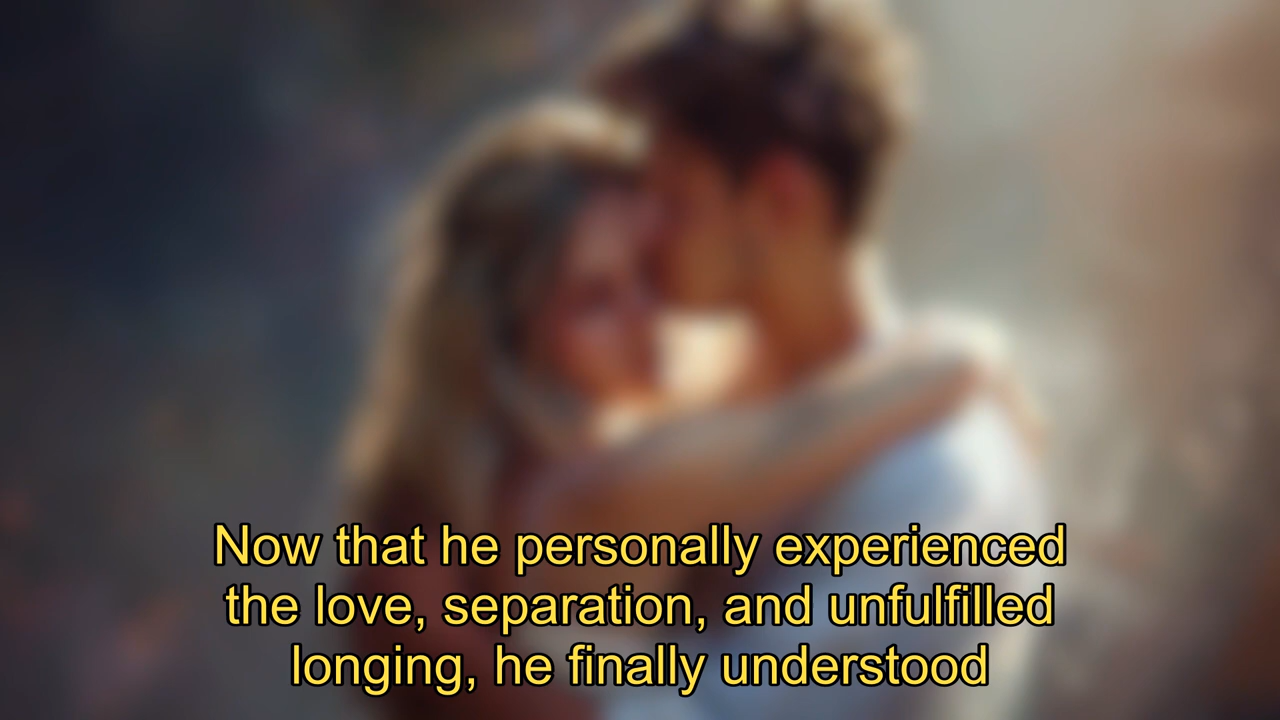 Now that he personally experienced
the love, separation, and unfulfilled
longing, he finally understood